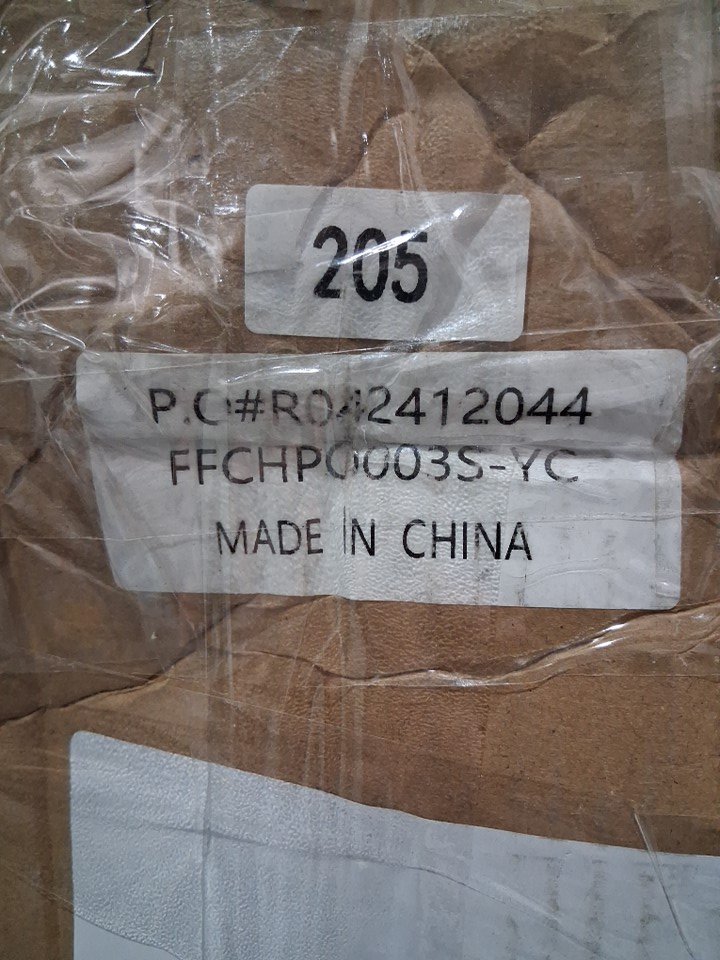 205
P.O#R042412044
FFCHPO003S-YC
MADE IN CHINA